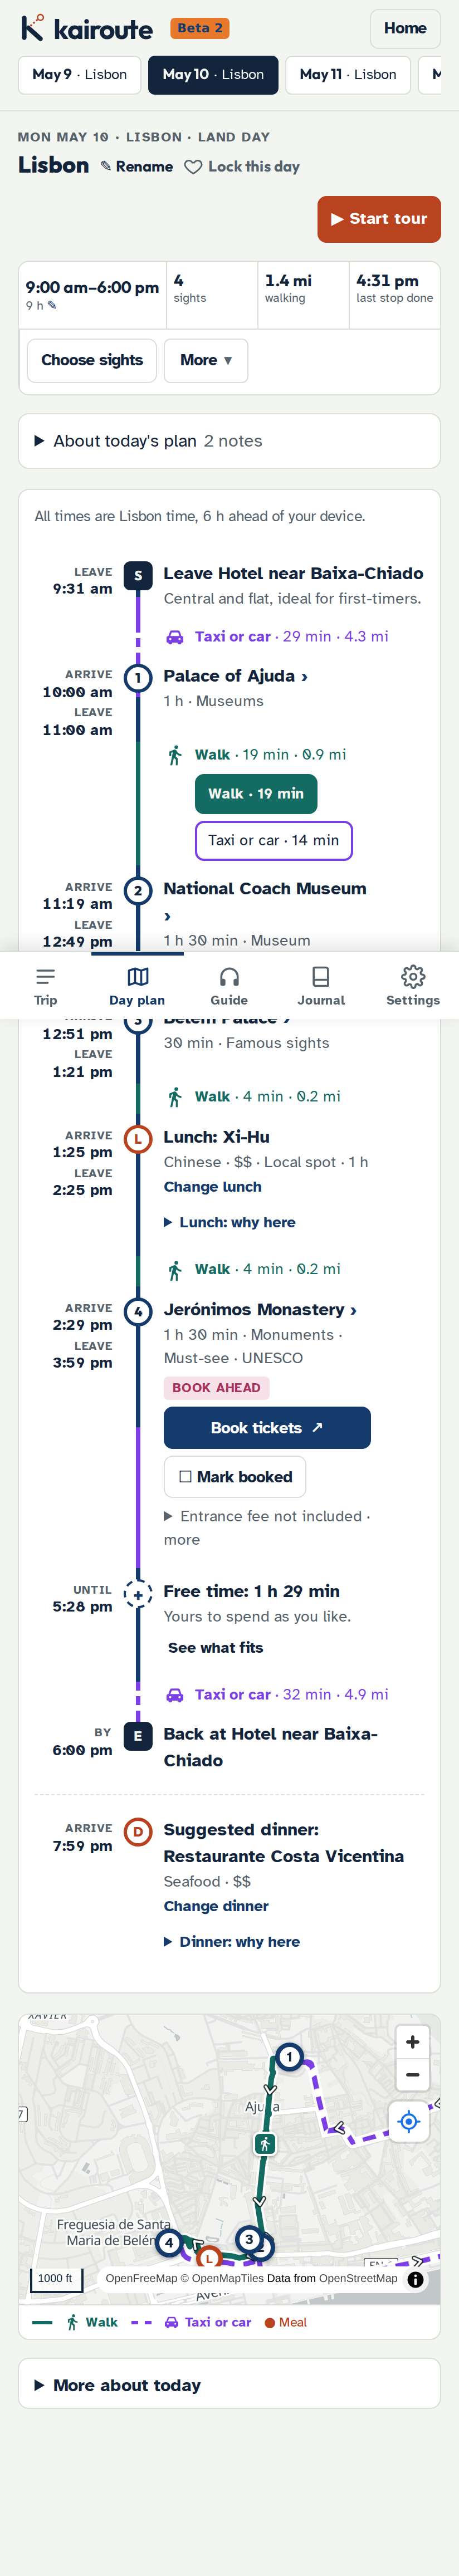 kairoute Beta 2 Home
May 9 · Lisbon May 10 · Lisbon May 11 · Lisbon M
MON MAY 10 · LISBON · LAND DAY
Lisbon ✎ Rename Lock this day
▶ Start tour
9:00 am–6:00 pm 4 1.4 mi 4:31 pm
9 h ✎ sights walking last stop done
Choose sights More ▼
▶ About today's plan 2 notes
All times are Lisbon time, 6 h ahead of your device.
LEAVE S Leave Hotel near Baixa-Chiado
9:31 am Central and flat, ideal for first-timers.
Taxi or car · 29 min · 4.3 mi
ARRIVE 1 Palace of Ajuda ›
10:00 am 1 h · Museums
LEAVE
11:00 am
Walk · 19 min · 0.9 mi
Walk · 19 min
Taxi or car · 14 min
ARRIVE 2 National Coach Museum
11:19 am ›
LEAVE
12:49 pm 1 h 30 min · Museum
Trip Day plan Guide Journal Settings
ARRIVE 3 Belém Palace ›
12:51 pm 30 min · Famous sights
LEAVE
1:21 pm
Walk · 4 min · 0.2 mi
ARRIVE L Lunch: Xi-Hu
1:25 pm Chinese · $$ · Local spot · 1 h
LEAVE Change lunch
2:25 pm
▶ Lunch: why here
Walk · 4 min · 0.2 mi
ARRIVE 4 Jerónimos Monastery ›
2:29 pm 1 h 30 min · Monuments ·
LEAVE Must-see · UNESCO
3:59 pm
BOOK AHEAD
Book tickets ↗
☐ Mark booked
▶ Entrance fee not included ·
more
UNTIL + Free time: 1 h 29 min
5:28 pm Yours to spend as you like.
See what fits
Taxi or car · 32 min · 4.9 mi
BY E Back at Hotel near Baixa-
6:00 pm Chiado
ARRIVE D Suggested dinner:
7:59 pm Restaurante Costa Vicentina
Seafood · $$
Change dinner
▶ Dinner: why here
XAVIER
+
1
−
Ajuda
7
Freguesia de Santa
Maria de Belém
4 3
L
1000 ft OpenFreeMap © OpenMapTiles Data from OpenStreetMap
Walk Taxi or car Meal
▶ More about today